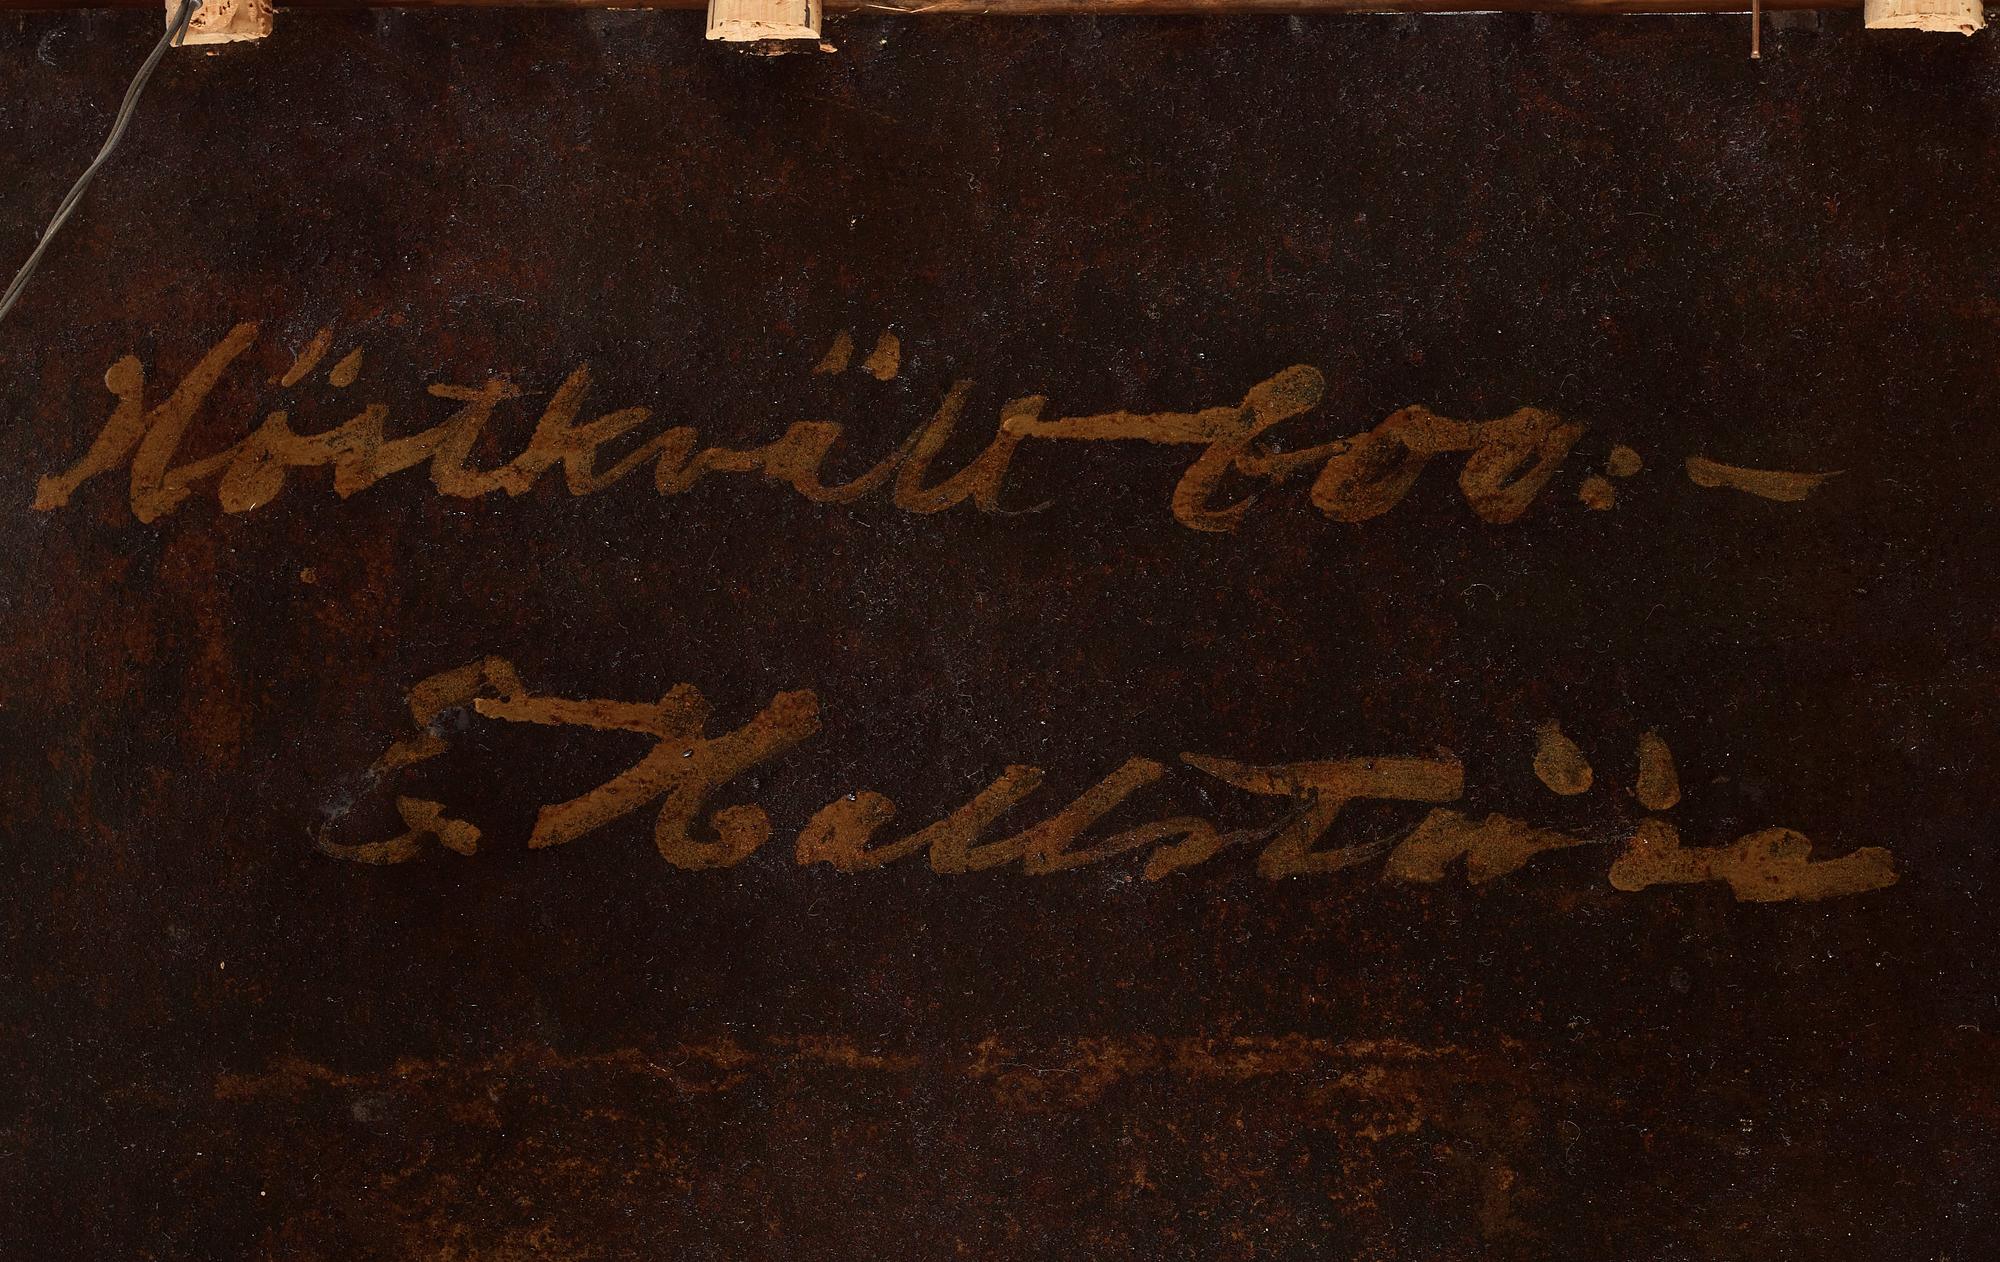 Höstkväll 600:-
E Hallström